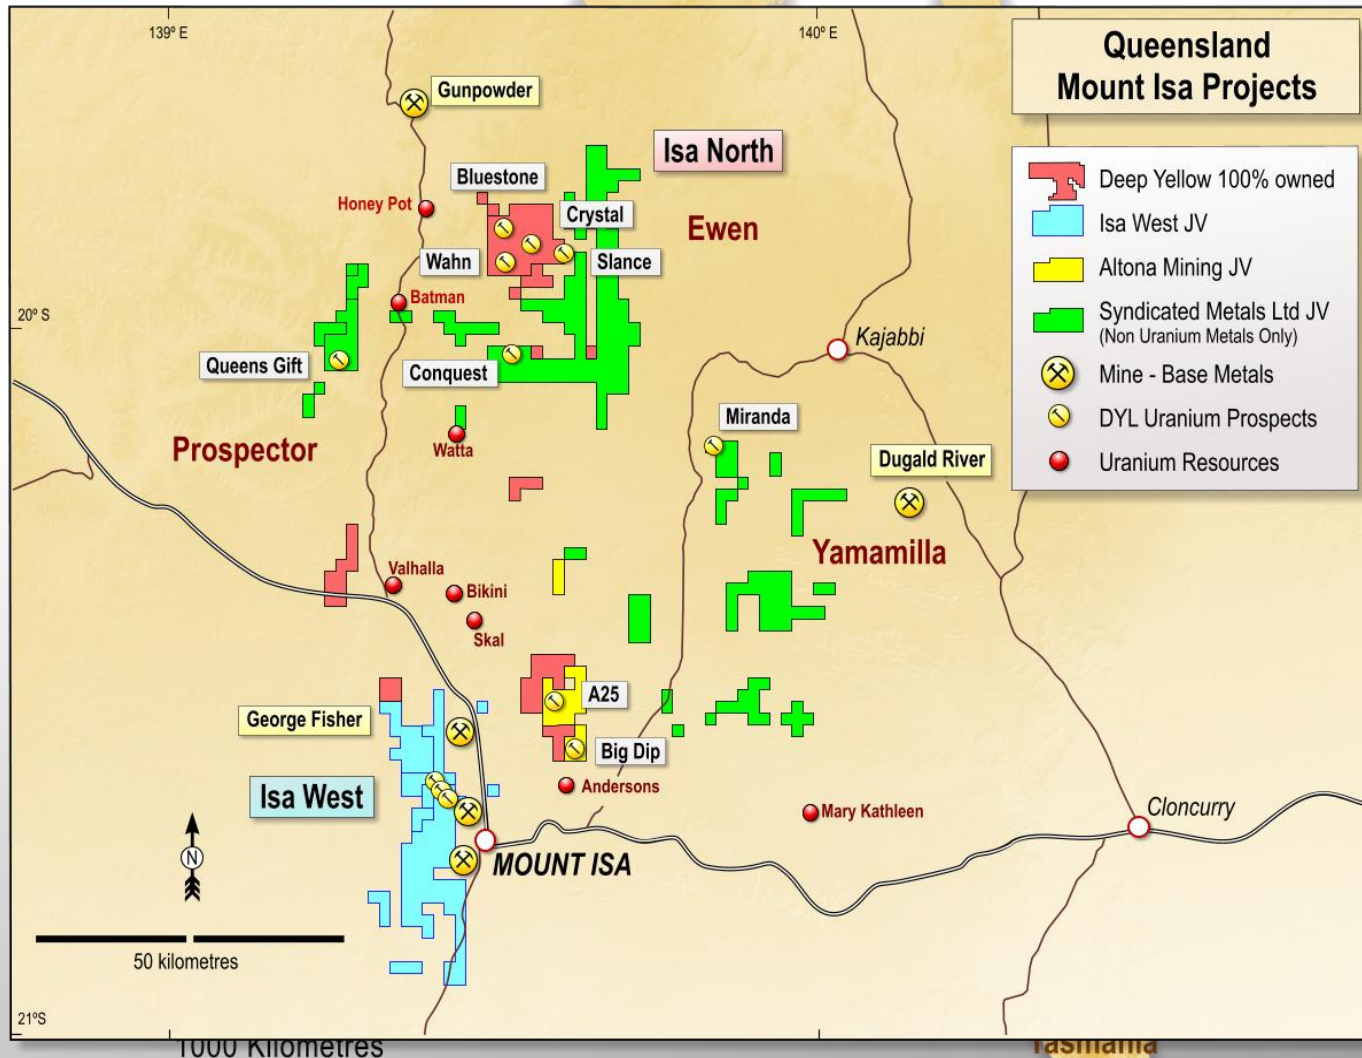 139º E
140º E
Queensland
Mount Isa Projects
Gunpowder
Isa North
Bluestone
Deep Yellow 100% owned
Honey Pot
Crystal
Ewen
Isa West JV
Wahn
Slance
Altona Mining JV
Batman
Syndicated Metals Ltd JV
(Non Uranium Metals Only)
20º S
Kajabbi
Queens Gift
Conquest
Mine - Base Metals
Miranda
DYL Uranium Prospects
Prospector
Watta
Dugald River
Uranium Resources
Yamamilla
Valhalla
Bikini
Skal
A25
George Fisher
Big Dip
Andersons
Isa West
Mary Kathleen
Cloncurry
N
MOUNT ISA
50 kilometres
21ºS
1000 Kilometres
Tasmania